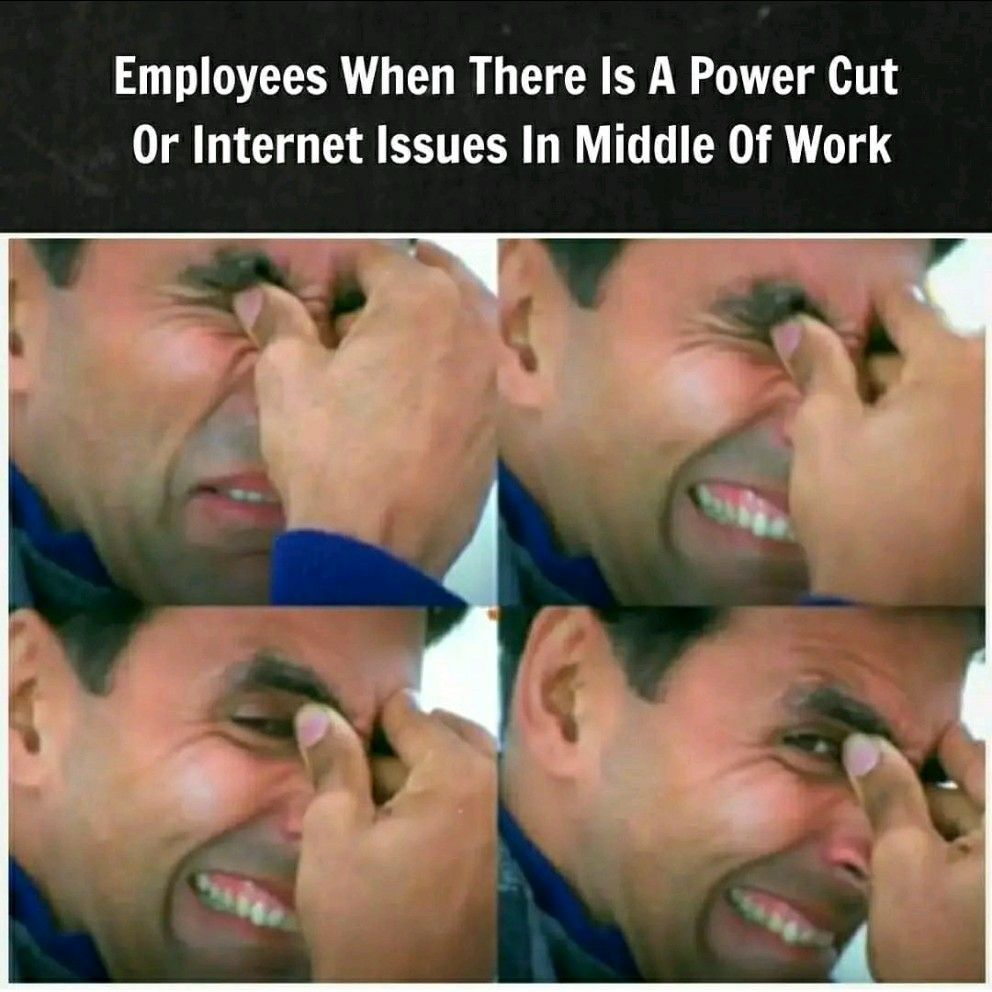 Employees When There Is A Power Cut
Or Internet Issues In Middle Of Work